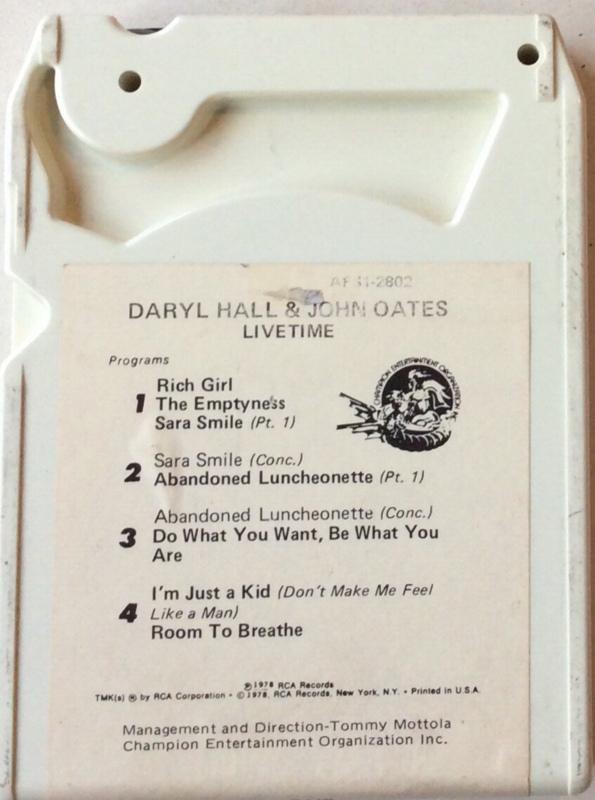 AFS1-2802
DARYL HALL & JOHN OATES
LIVETIME
Programs
CHAMPION ENTERTAINMENT ORGANIZATION
1
Rich Girl
The Emptyness
Sara Smile (Pt. 1)
2
Sara Smile (Conc.)
Abandoned Luncheonette (Pt. 1)
3
Abandoned Luncheonette (Conc.)
Do What You Want, Be What You
Are
4
I'm Just a Kid (Don't Make Me Feel
Like a Man)
Room To Breathe
℗1978 RCA Records
TMK(s) ® by RCA Corporation • ©1978, RCA Records, New York, N.Y. • Printed in U.S.A.
Management and Direction-Tommy Mottola
Champion Entertainment Organization Inc.